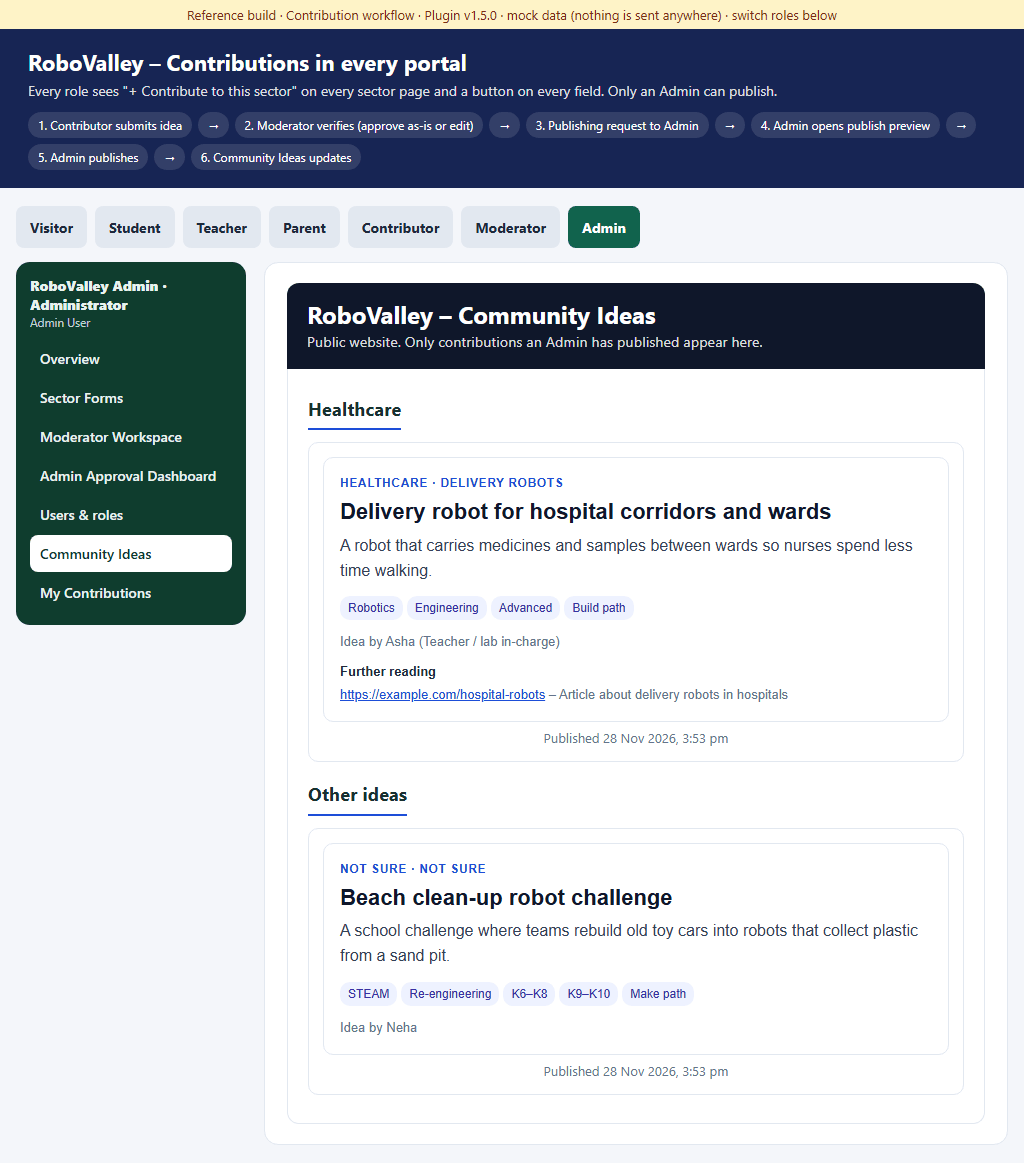 Reference build · Contribution workflow · Plugin v1.5.0 · mock data (nothing is sent anywhere) · switch roles below
RoboValley – Contributions in every portal
Every role sees "+ Contribute to this sector" on every sector page and a button on every field. Only an Admin can publish.
1. Contributor submits idea → 2. Moderator verifies (approve as-is or edit) → 3. Publishing request to Admin → 4. Admin opens publish preview →
5. Admin publishes → 6. Community Ideas updates
Visitor Student Teacher Parent Contributor Moderator Admin
RoboValley Admin ·
Administrator
Admin User
Overview
Sector Forms
Moderator Workspace
Admin Approval Dashboard
Users & roles
Community Ideas
My Contributions
RoboValley – Community Ideas
Public website. Only contributions an Admin has published appear here.
Healthcare
HEALTHCARE · DELIVERY ROBOTS
Delivery robot for hospital corridors and wards
A robot that carries medicines and samples between wards so nurses spend less
time walking.
Robotics Engineering Advanced Build path
Idea by Asha (Teacher / lab in-charge)
Further reading
https://example.com/hospital-robots – Article about delivery robots in hospitals
Published 28 Nov 2026, 3:53 pm
Other ideas
NOT SURE · NOT SURE
Beach clean-up robot challenge
A school challenge where teams rebuild old toy cars into robots that collect plastic
from a sand pit.
STEAM Re-engineering K6–K8 K9–K10 Make path
Idea by Neha
Published 28 Nov 2026, 3:53 pm